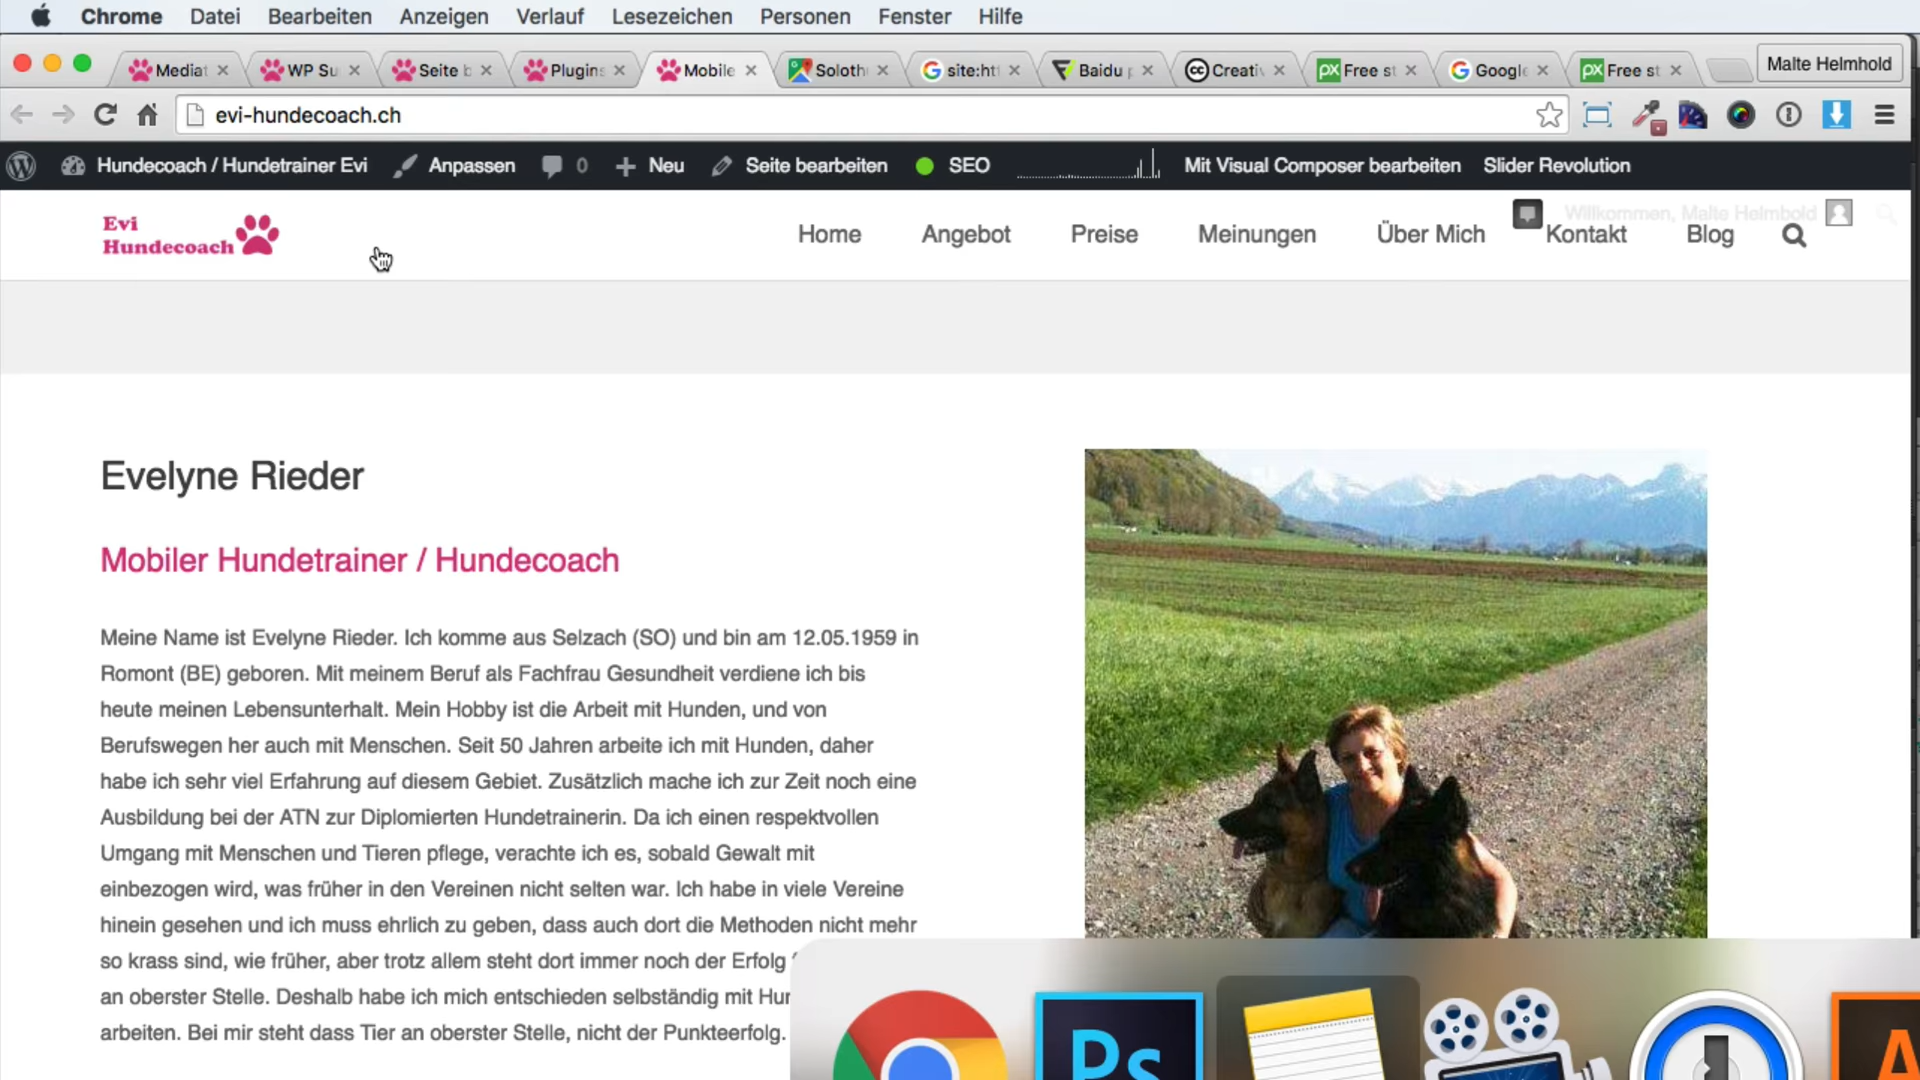 Chrome Datei Bearbeiten Anzeigen Verlauf Lesezeichen Personen Fenster Hilfe
Mediat WP Su Seite b Plugins Mobile Soloth site:ht Baidu Creativ Free st Google Free st Malte Helmhold
evi-hundecoach.ch
Hundecoach / Hundetrainer Evi Anpassen 0 Neu Seite bearbeiten SEO Mit Visual Composer bearbeiten Slider Revolution
Willkommen, Malte Helmbold
Evi
Hundecoach
Home Angebot Preise Meinungen Über Mich Kontakt Blog
Evelyne Rieder
Mobiler Hundetrainer / Hundecoach
Meine Name ist Evelyne Rieder. Ich komme aus Selzach (SO) und bin am 12.05.1959 in
Romont (BE) geboren. Mit meinem Beruf als Fachfrau Gesundheit verdiene ich bis
heute meinen Lebensunterhalt. Mein Hobby ist die Arbeit mit Hunden, und von
Berufswegen her auch mit Menschen. Seit 50 Jahren arbeite ich mit Hunden, daher
habe ich sehr viel Erfahrung auf diesem Gebiet. Zusätzlich mache ich zur Zeit noch eine
Ausbildung bei der ATN zur Diplomierten Hundetrainerin. Da ich einen respektvollen
Umgang mit Menschen und Tieren pflege, verachte ich es, sobald Gewalt mit
einbezogen wird, was früher in den Vereinen nicht selten war. Ich habe in viele Vereine
hinein gesehen und ich muss ehrlich zu geben, dass auch dort die Methoden nicht mehr
so krass sind, wie früher, aber trotz allem steht dort immer noch der Erfolg
an oberster Stelle. Deshalb habe ich mich entschieden selbständig mit Hun
arbeiten. Bei mir steht dass Tier an oberster Stelle, nicht der Punkteerfolg.
Ps